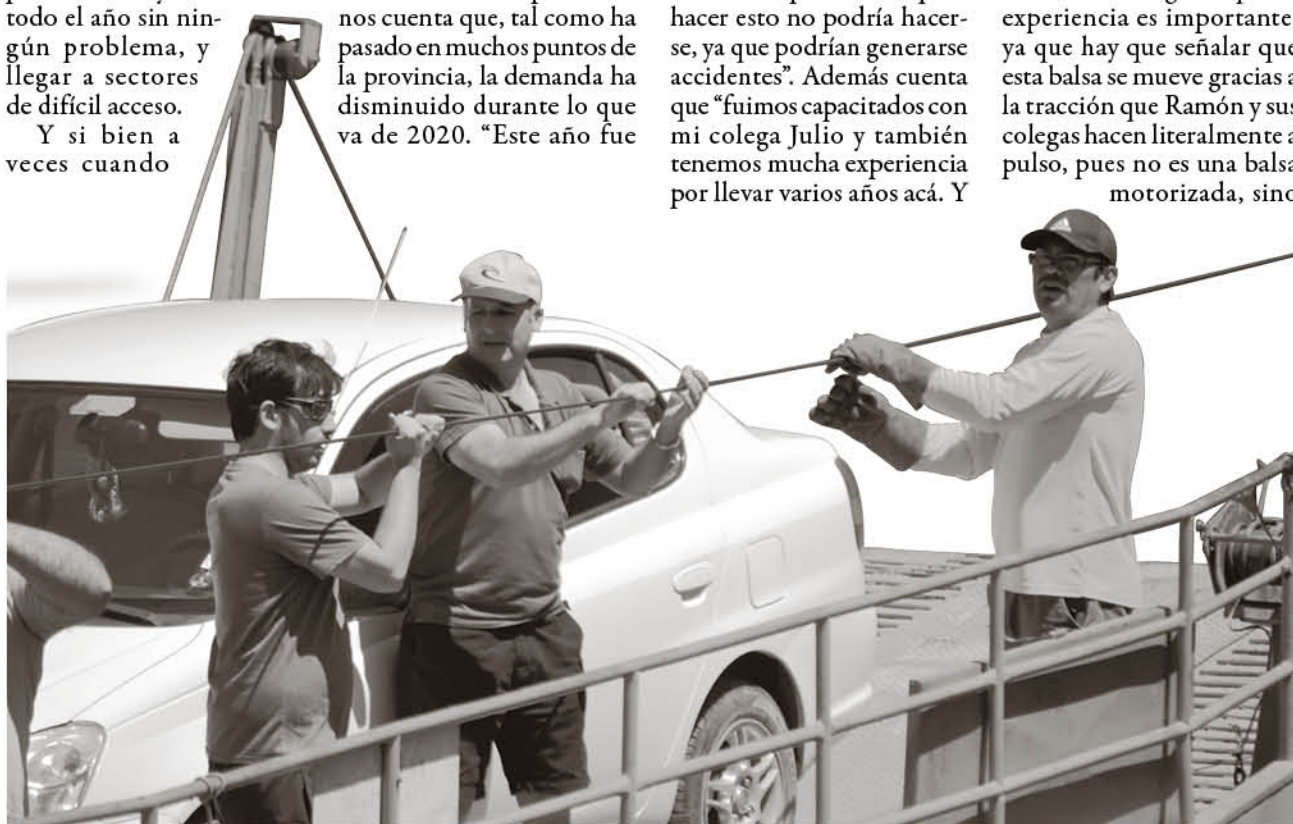 todo el año sin nin-
gún problema, y
llegar a sectores
de difícil acceso.
Y si bien a
veces cuando
nos cuenta que, tal como ha
pasado en muchos puntos de
la provincia, la demanda ha
disminuido durante lo que
va de 2020. “Este año fue
hacer esto no podría hacer-
se, ya que podrían generarse
accidentes”. Además cuenta
que “fuimos capacitados con
mi colega Julio y también
tenemos mucha experiencia
por llevar varios años acá. Y
experiencia es importante
ya que hay que señalar que
esta balsa se mueve gracias a
la tracción que Ramón y sus
colegas hacen literalmente a
pulso, pues no es una balsa
motorizada, sino